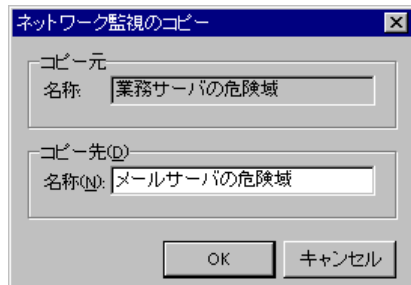 ネットワーク監視のコピー
コピー元
名称: 業務サーバの危険域
コピー先(D)
名称(N): メールサーバの危険域
OK キャンセル